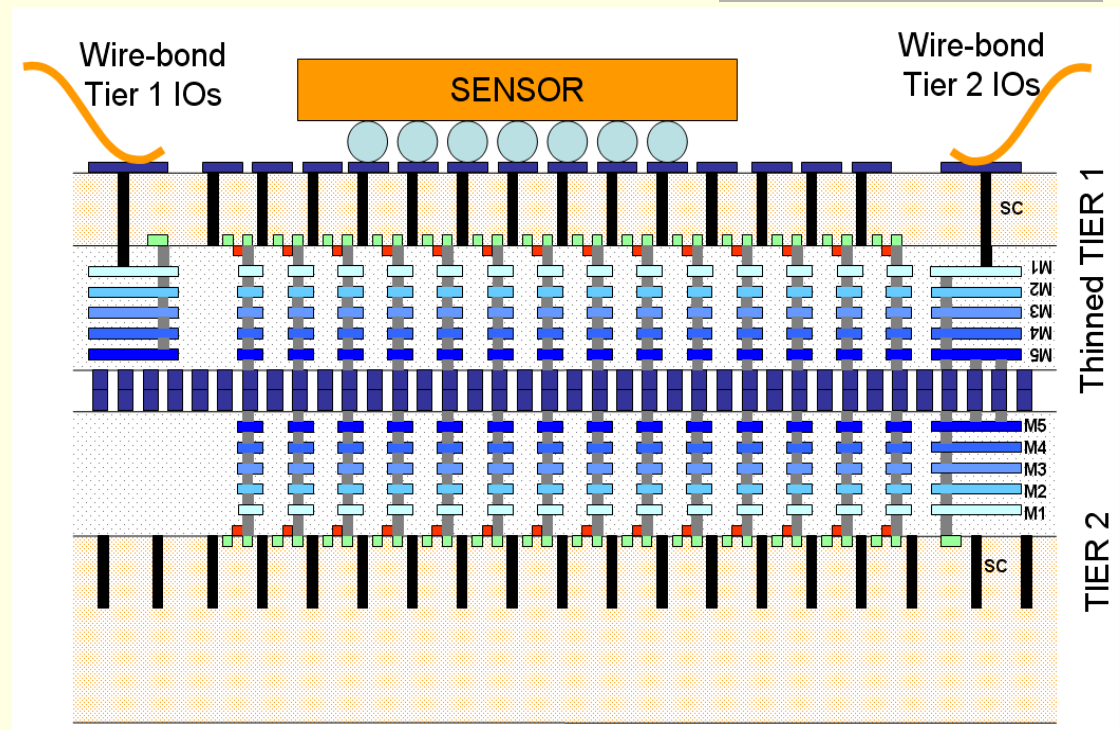 Wire-bond
Tier 1 IOs
SENSOR
Wire-bond
Tier 2 IOs
SC
M1
M2
M3
M4
M5
Thinned TIER 1
M5
M4
M3
M2
M1
SC
TIER 2